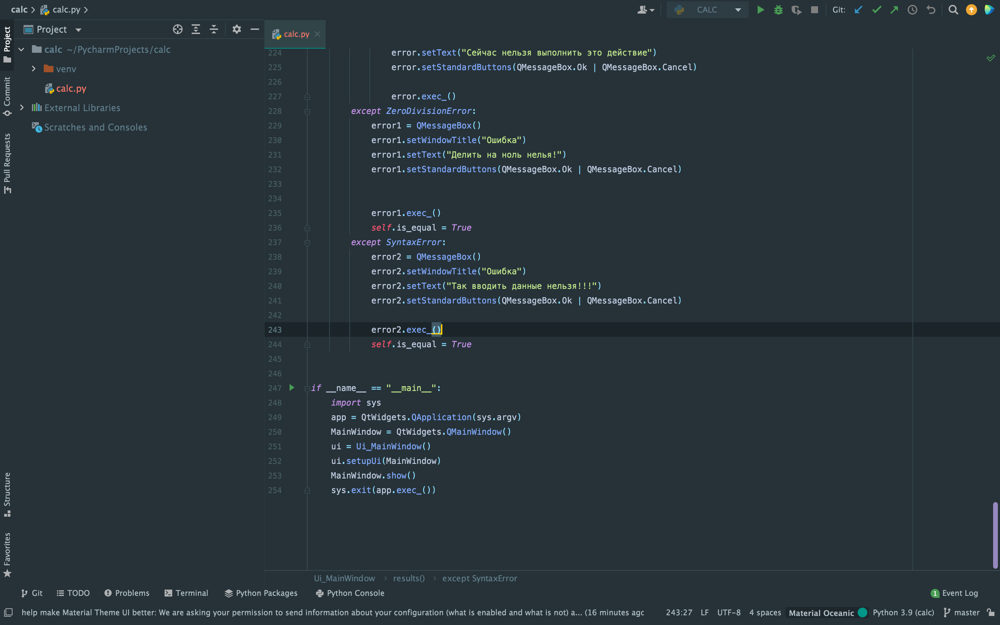 calc
calc.py
CALC
Git:
Project
calc.py
Project
calc ~/PycharmProjects/calc
venv
calc.py
External Libraries
Scratches and Consoles
Commit
Pull Requests
Structure
Favorites
224 error.setText("Сейчас нельзя выполнить это действие")
225 error.setStandardButtons(QMessageBox.Ok | QMessageBox.Cancel)
226
227 error.exec_()
228 except ZeroDivisionError:
229 error1 = QMessageBox()
230 error1.setWindowTitle("Ошибка")
231 error1.setText("Делить на ноль нелья!")
232 error1.setStandardButtons(QMessageBox.Ok | QMessageBox.Cancel)
233
234
235 error1.exec_()
236 self.is_equal = True
237 except SyntaxError:
238 error2 = QMessageBox()
239 error2.setWindowTitle("Ошибка")
240 error2.setText("Так вводить данные нельзя!!!")
241 error2.setStandardButtons(QMessageBox.Ok | QMessageBox.Cancel)
242
243 error2.exec_()
244 self.is_equal = True
245
246
247 if __name__ == "__main__":
248 import sys
249 app = QtWidgets.QApplication(sys.argv)
250 MainWindow = QtWidgets.QMainWindow()
251 ui = Ui_MainWindow()
252 ui.setupUi(MainWindow)
253 MainWindow.show()
254 sys.exit(app.exec_())
Ui_MainWindow results() except SyntaxError
Git TODO Problems Terminal Python Packages Python Console 1 Event Log
help make Material Theme UI better: We are asking your permission to send information about your configuration (what is enabled and what is not) a... (16 minutes agc 243:27 LF UTF-8 4 spaces Material Oceanic Python 3.9 (calc) master